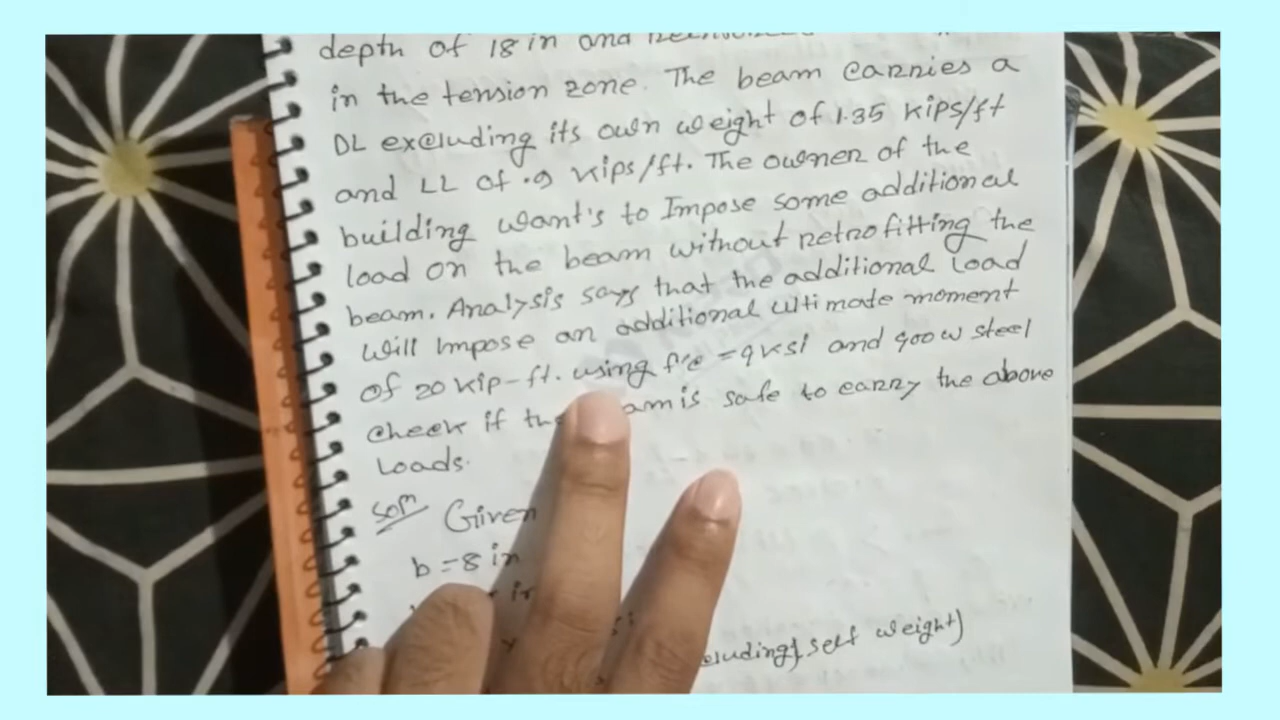 depth of 18 in and
in the tension zone. The beam carries a
DL excluding its own weight of 1.35 kips/ft
and LL of .9 kips/ft. The owner of the
building want's to Impose some additional
load on the beam without retrofitting the
beam. Analysis says that the additional load
will Impose an additional ultimate moment
of 20 kip-ft. using f'c = 4 ksi and 400 w steel
check if the am is safe to carry the above
Loads.
Soln Given
b = 8 in
in
cluding self weight)